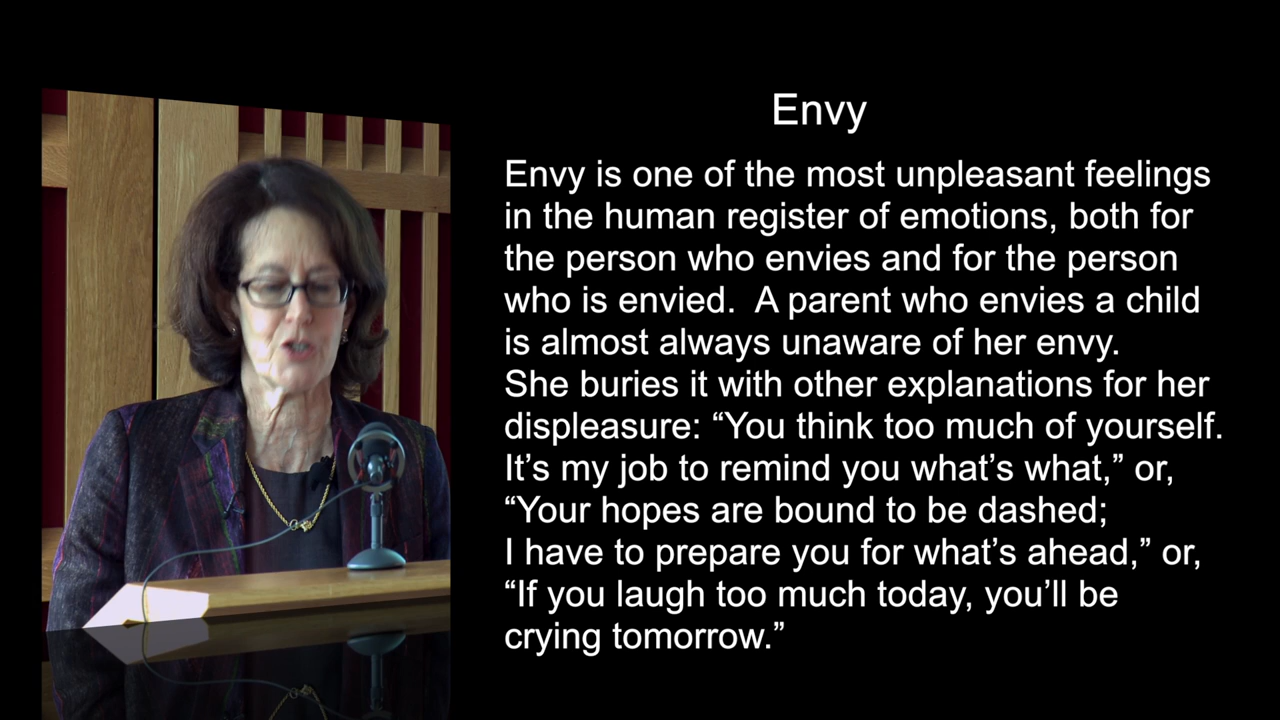 Envy
Envy is one of the most unpleasant feelings
in the human register of emotions, both for
the person who envies and for the person
who is envied.  A parent who envies a child
is almost always unaware of her envy.
She buries it with other explanations for her
displeasure: “You think too much of yourself.
It’s my job to remind you what’s what,” or,
“Your hopes are bound to be dashed;
I have to prepare you for what’s ahead,” or,
“If you laugh too much today, you’ll be
crying tomorrow.”